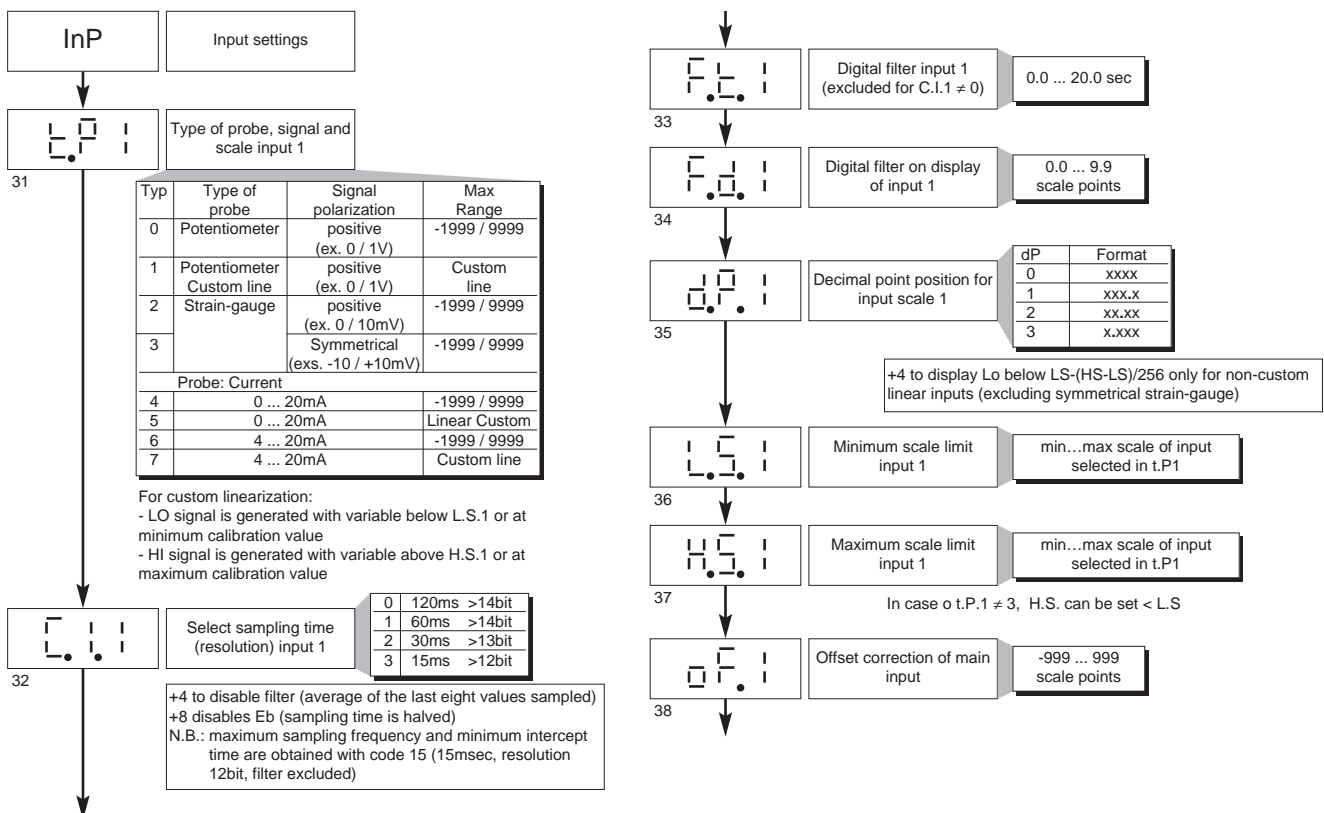 InP
Input settings
t.P 1
Type of probe, signal and
scale input 1
31
Typ Type of probe Signal polarization Max Range
0 Potentiometer positive (ex. 0 / 1V) -1999 / 9999
1 Potentiometer Custom line positive (ex. 0 / 1V) Custom line
2 Strain-gauge positive (ex. 0 / 10mV) -1999 / 9999
3 Symmetrical (exs. -10 / +10mV) -1999 / 9999
Probe: Current
4 0 ... 20mA -1999 / 9999
5 0 ... 20mA Linear Custom
6 4 ... 20mA -1999 / 9999
7 4 ... 20mA Custom line
For custom linearization:
- LO signal is generated with variable below L.S.1 or at
minimum calibration value
- HI signal is generated with variable above H.S.1 or at
maximum calibration value
C.I.1
Select sampling time
(resolution) input 1
32
0 120ms >14bit
1 60ms >14bit
2 30ms >13bit
3 15ms >12bit
+4 to disable filter (average of the last eight values sampled)
+8 disables Eb (sampling time is halved)
N.B.: maximum sampling frequency and minimum intercept
time are obtained with code 15 (15msec, resolution
12bit, filter excluded)
F.t.1
Digital filter input 1
(excluded for C.I.1 ≠ 0)
0.0 ... 20.0 sec
33
F.d.1
Digital filter on display
of input 1
0.0 ... 9.9
scale points
34
d.P.1
Decimal point position for
input scale 1
35
dP Format
0 xxxx
1 xxx.x
2 xx.xx
3 x.xxx
+4 to display Lo below LS-(HS-LS)/256 only for non-custom
linear inputs (excluding symmetrical strain-gauge)
L.S.1
Minimum scale limit
input 1
min…max scale of input
selected in t.P1
36
H.S.1
Maximum scale limit
input 1
min…max scale of input
selected in t.P1
37
In case o t.P.1 ≠ 3, H.S. can be set < L.S
oF.1
Offset correction of main
input
-999 ... 999
scale points
38